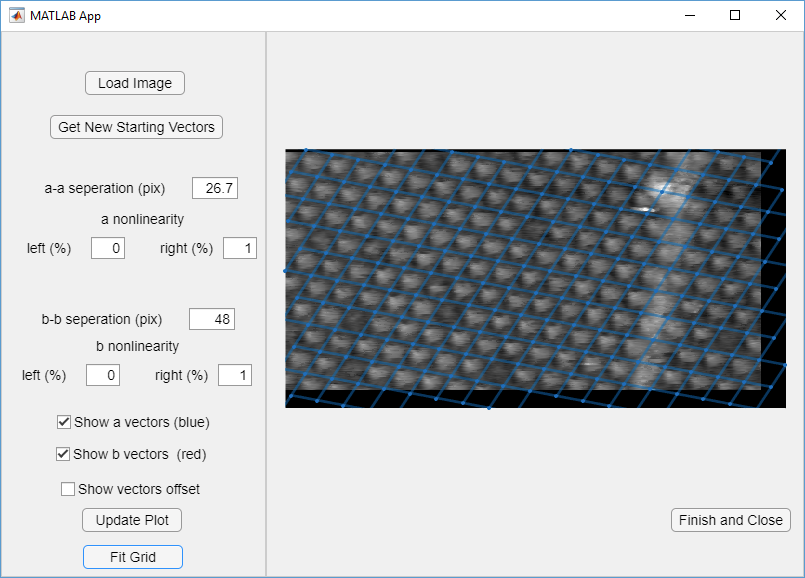 MATLAB App
Load Image
Get New Starting Vectors
a-a seperation (pix) 26.7
a nonlinearity
left (%) 0 right (%) 1
b-b seperation (pix) 48
b nonlinearity
left (%) 0 right (%) 1
Show a vectors (blue)
Show b vectors (red)
Show vectors offset
Update Plot
Fit Grid
Finish and Close